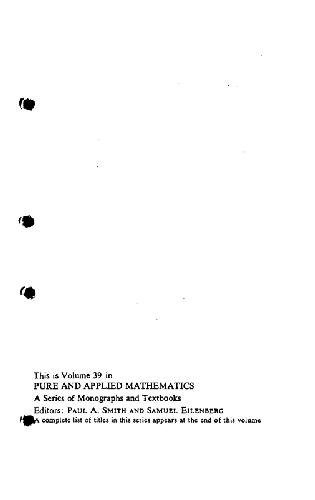 This is Volume 39 in
PURE AND APPLIED MATHEMATICS
A Series of Monographs and Textbooks
Editors: PAUL A. SMITH AND SAMUEL EILENBERG
A complete list of titles in this series appears at the end of this volume